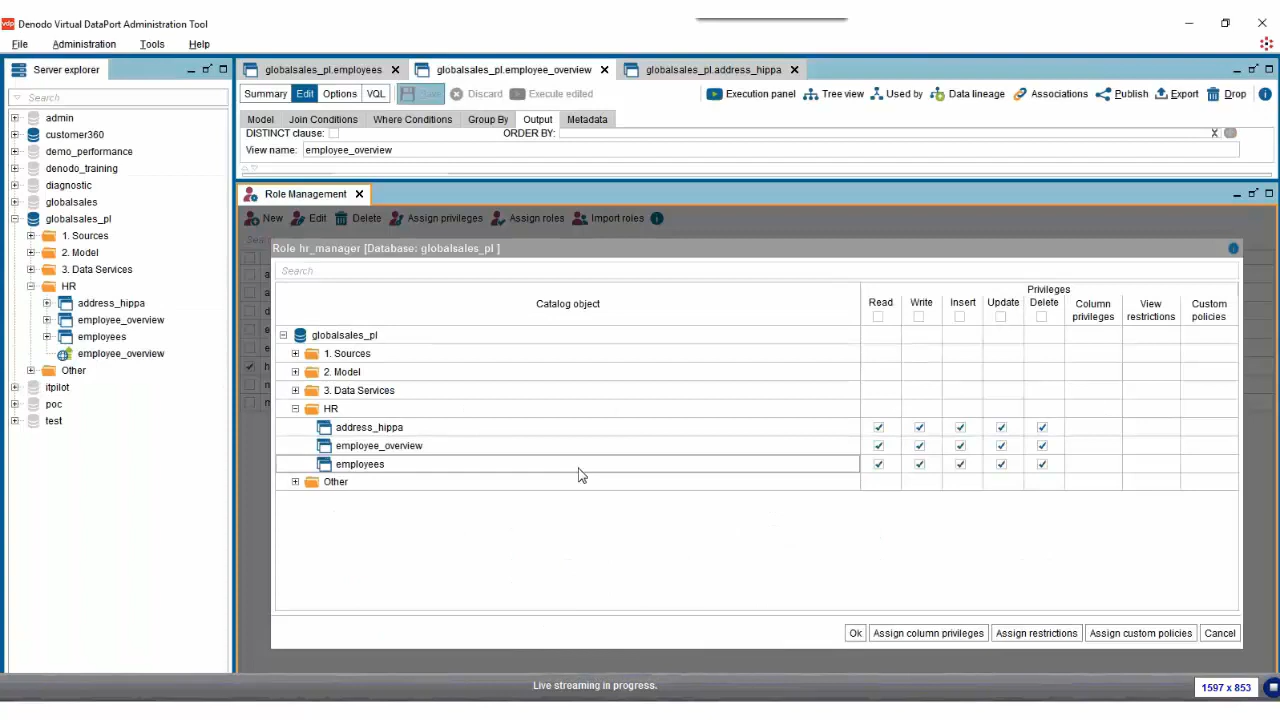 vdp Denodo Virtual DataPort Administration Tool
File Administration Tools Help
Server explorer
Search
admin
customer360
demo_performance
denodo_training
diagnostic
globalsales
globalsales_pl
1. Sources
2. Model
3. Data Services
HR
address_hippa
employee_overview
employees
employee_overview
Other
itpilot
poc
test
globalsales_pl.employees globalsales_pl.employee_overview globalsales_pl.address_hippa
Summary Edit Options VQL Discard Execute edited Execution panel Tree view Used by Data lineage Associations Publish Export Drop
Model Join Conditions Where Conditions Group By Output Metadata
DISTINCT clause: ORDER BY: X
View name: employee_overview
Role Management
New Edit Delete Assign privileges Assign roles Import roles
Role hr_manager [Database: globalsales_pl ]
Search
Catalog object
Privileges
Read Write Insert Update Delete Column privileges View restrictions Custom policies
globalsales_pl
1. Sources
2. Model
3. Data Services
HR
address_hippa
employee_overview
employees
Other
Ok Assign column privileges Assign restrictions Assign custom policies Cancel
Live streaming in progress.
1597 x 853